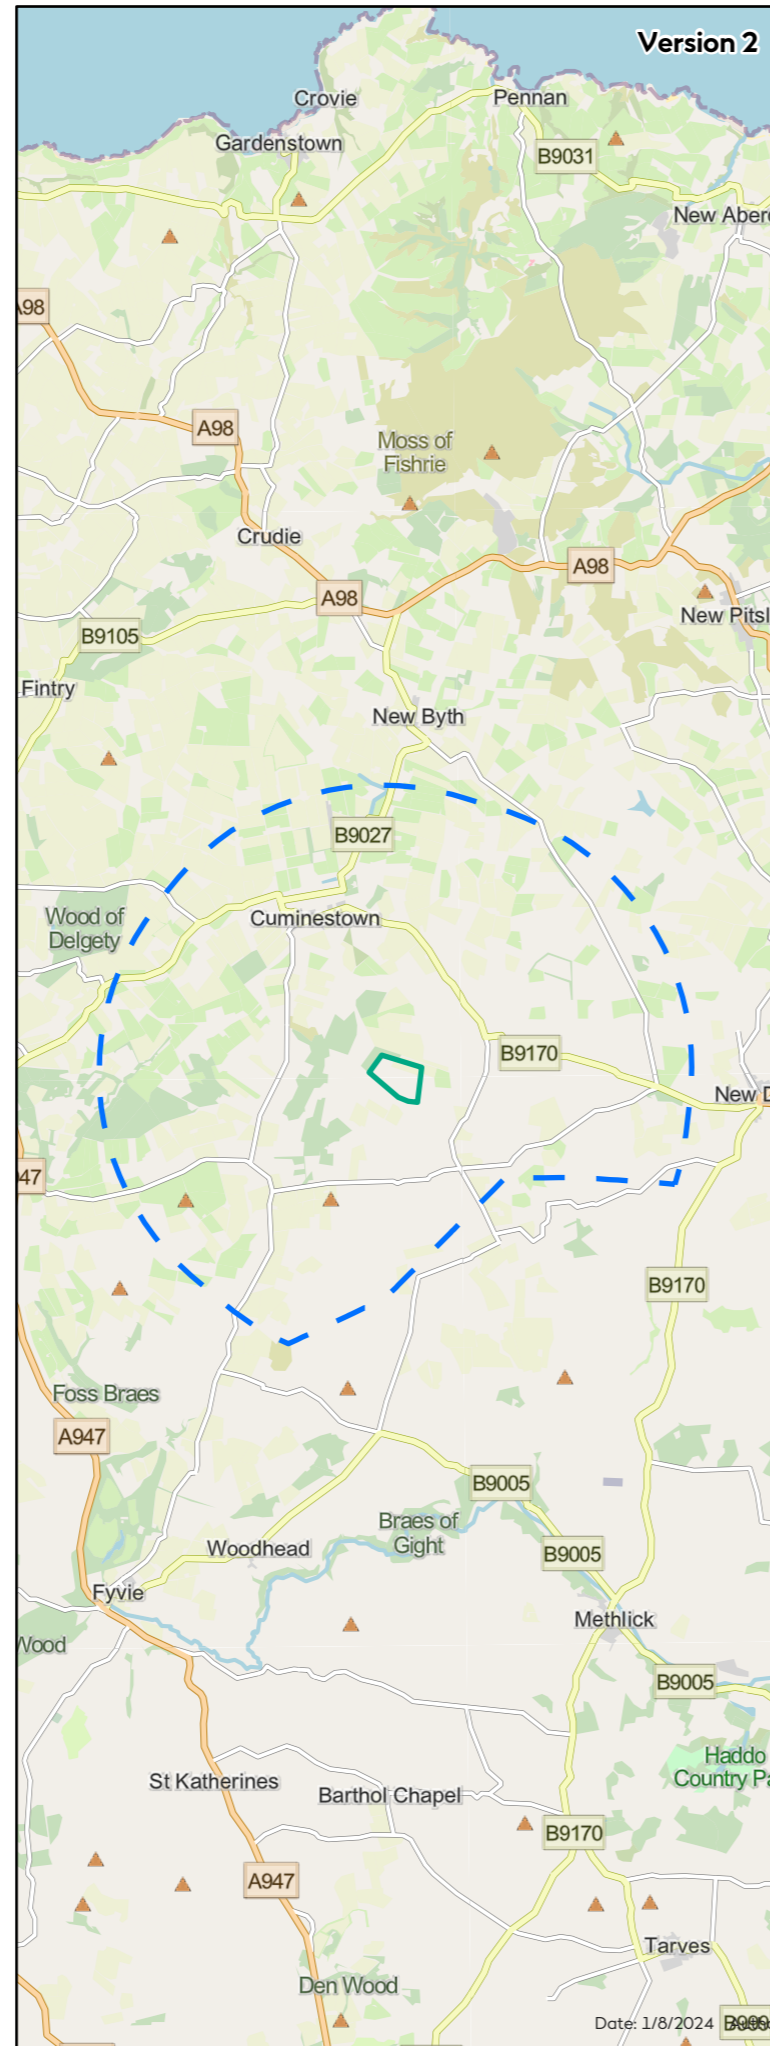 Version 2
Crovie
Pennan
Gardenstown
B9031
New Aber
A98
A98
Moss of
Fishrie
Crudie
A98
A98
New Pitsl
B9105
Fintry
New Byth
B9027
Wood of
Delgety
Cuminestown
B9170
New D
47
B9170
Foss Braes
A947
B9005
Braes of
Gight
Woodhead
B9005
Fyvie
Methlick
Wood
B9005
Haddo
Country Pa
St Katherines
Barthol Chapel
B9170
A947
Tarves
Den Wood
Date: 1/8/2024